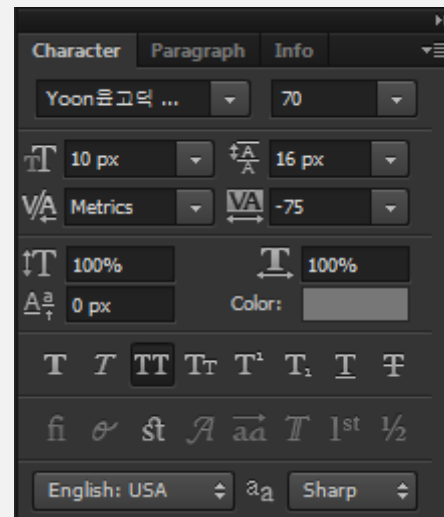 Character Paragraph Info
Yoon윤고딕 ... 70
10 px 16 px
Metrics -75
100% 100%
0 px Color:
T T TT Tт T¹ T₁ T T
fi st A aa T 1st ½
English: USA aa Sharp